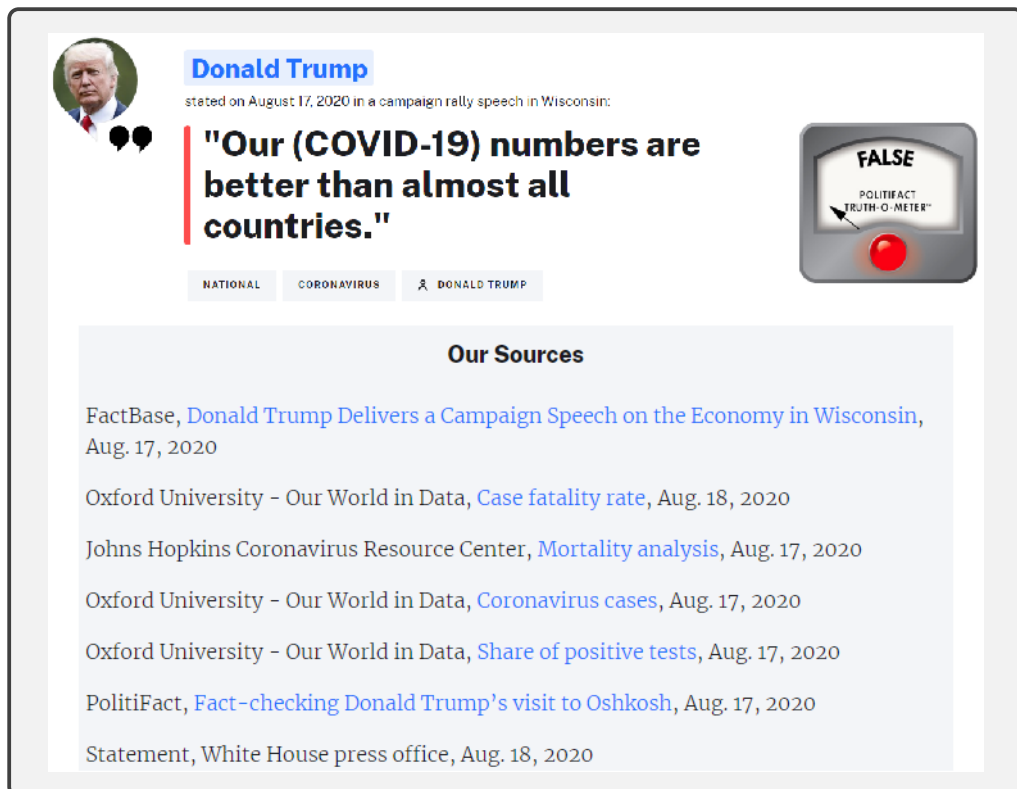 Donald Trump
stated on August 17, 2020 in a campaign rally speech in Wisconsin:
"Our (COVID-19) numbers are
better than almost all
countries."
FALSE
POLITIFACT
TRUTH-O-METER™
NATIONAL
CORONAVIRUS
DONALD TRUMP
Our Sources
FactBase, Donald Trump Delivers a Campaign Speech on the Economy in Wisconsin,
Aug. 17, 2020
Oxford University - Our World in Data, Case fatality rate, Aug. 18, 2020
Johns Hopkins Coronavirus Resource Center, Mortality analysis, Aug. 17, 2020
Oxford University - Our World in Data, Coronavirus cases, Aug. 17, 2020
Oxford University - Our World in Data, Share of positive tests, Aug. 17, 2020
PolitiFact, Fact-checking Donald Trump's visit to Oshkosh, Aug. 17, 2020
Statement, White House press office, Aug. 18, 2020